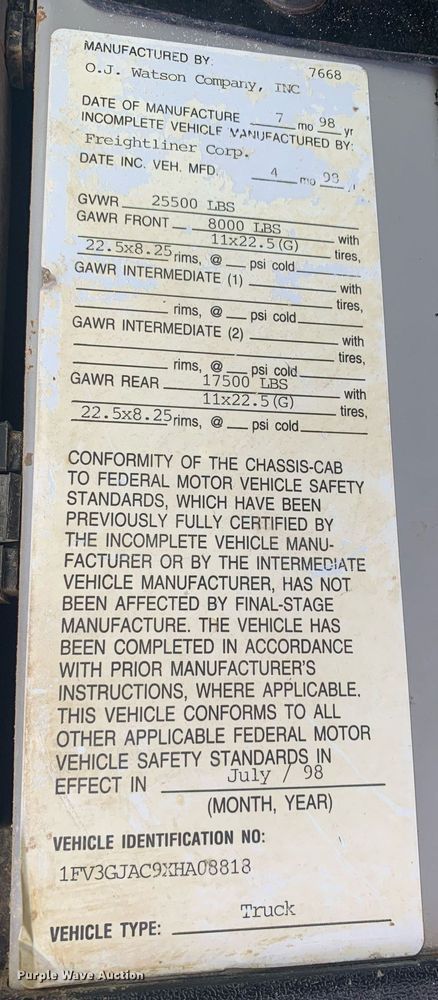 MANUFACTURED BY: 7668
O.J. Watson Company, INC
DATE OF MANUFACTURE 7 mo 98 yr
INCOMPLETE VEHICLE MANUFACTURED BY:
Freightliner Corp.
DATE INC. VEH. MFD. 4 mo 98
GVWR 25500 LBS
GAWR FRONT 8000 LBS with
11x22.5(G) tires,
22.5x8.25 rims, @ psi cold
GAWR INTERMEDIATE (1) with
tires,
rims, @ psi cold
GAWR INTERMEDIATE (2) with
tires,
rims, @ psi cold
GAWR REAR 17500 LBS with
11x22.5(G) tires,
22.5x8.25 rims, @ psi cold
CONFORMITY OF THE CHASSIS-CAB
TO FEDERAL MOTOR VEHICLE SAFETY
STANDARDS, WHICH HAVE BEEN
PREVIOUSLY FULLY CERTIFIED BY
THE INCOMPLETE VEHICLE MANU-
FACTURER OR BY THE INTERMEDIATE
VEHICLE MANUFACTURER, HAS NOT
BEEN AFFECTED BY FINAL-STAGE
MANUFACTURE. THE VEHICLE HAS
BEEN COMPLETED IN ACCORDANCE
WITH PRIOR MANUFACTURER'S
INSTRUCTIONS, WHERE APPLICABLE.
THIS VEHICLE CONFORMS TO ALL
OTHER APPLICABLE FEDERAL MOTOR
VEHICLE SAFETY STANDARDS IN
EFFECT IN July / 98
(MONTH, YEAR)
VEHICLE IDENTIFICATION NO:
1FV3GJAC9XHA08818
VEHICLE TYPE: Truck
Purple Wave Auction